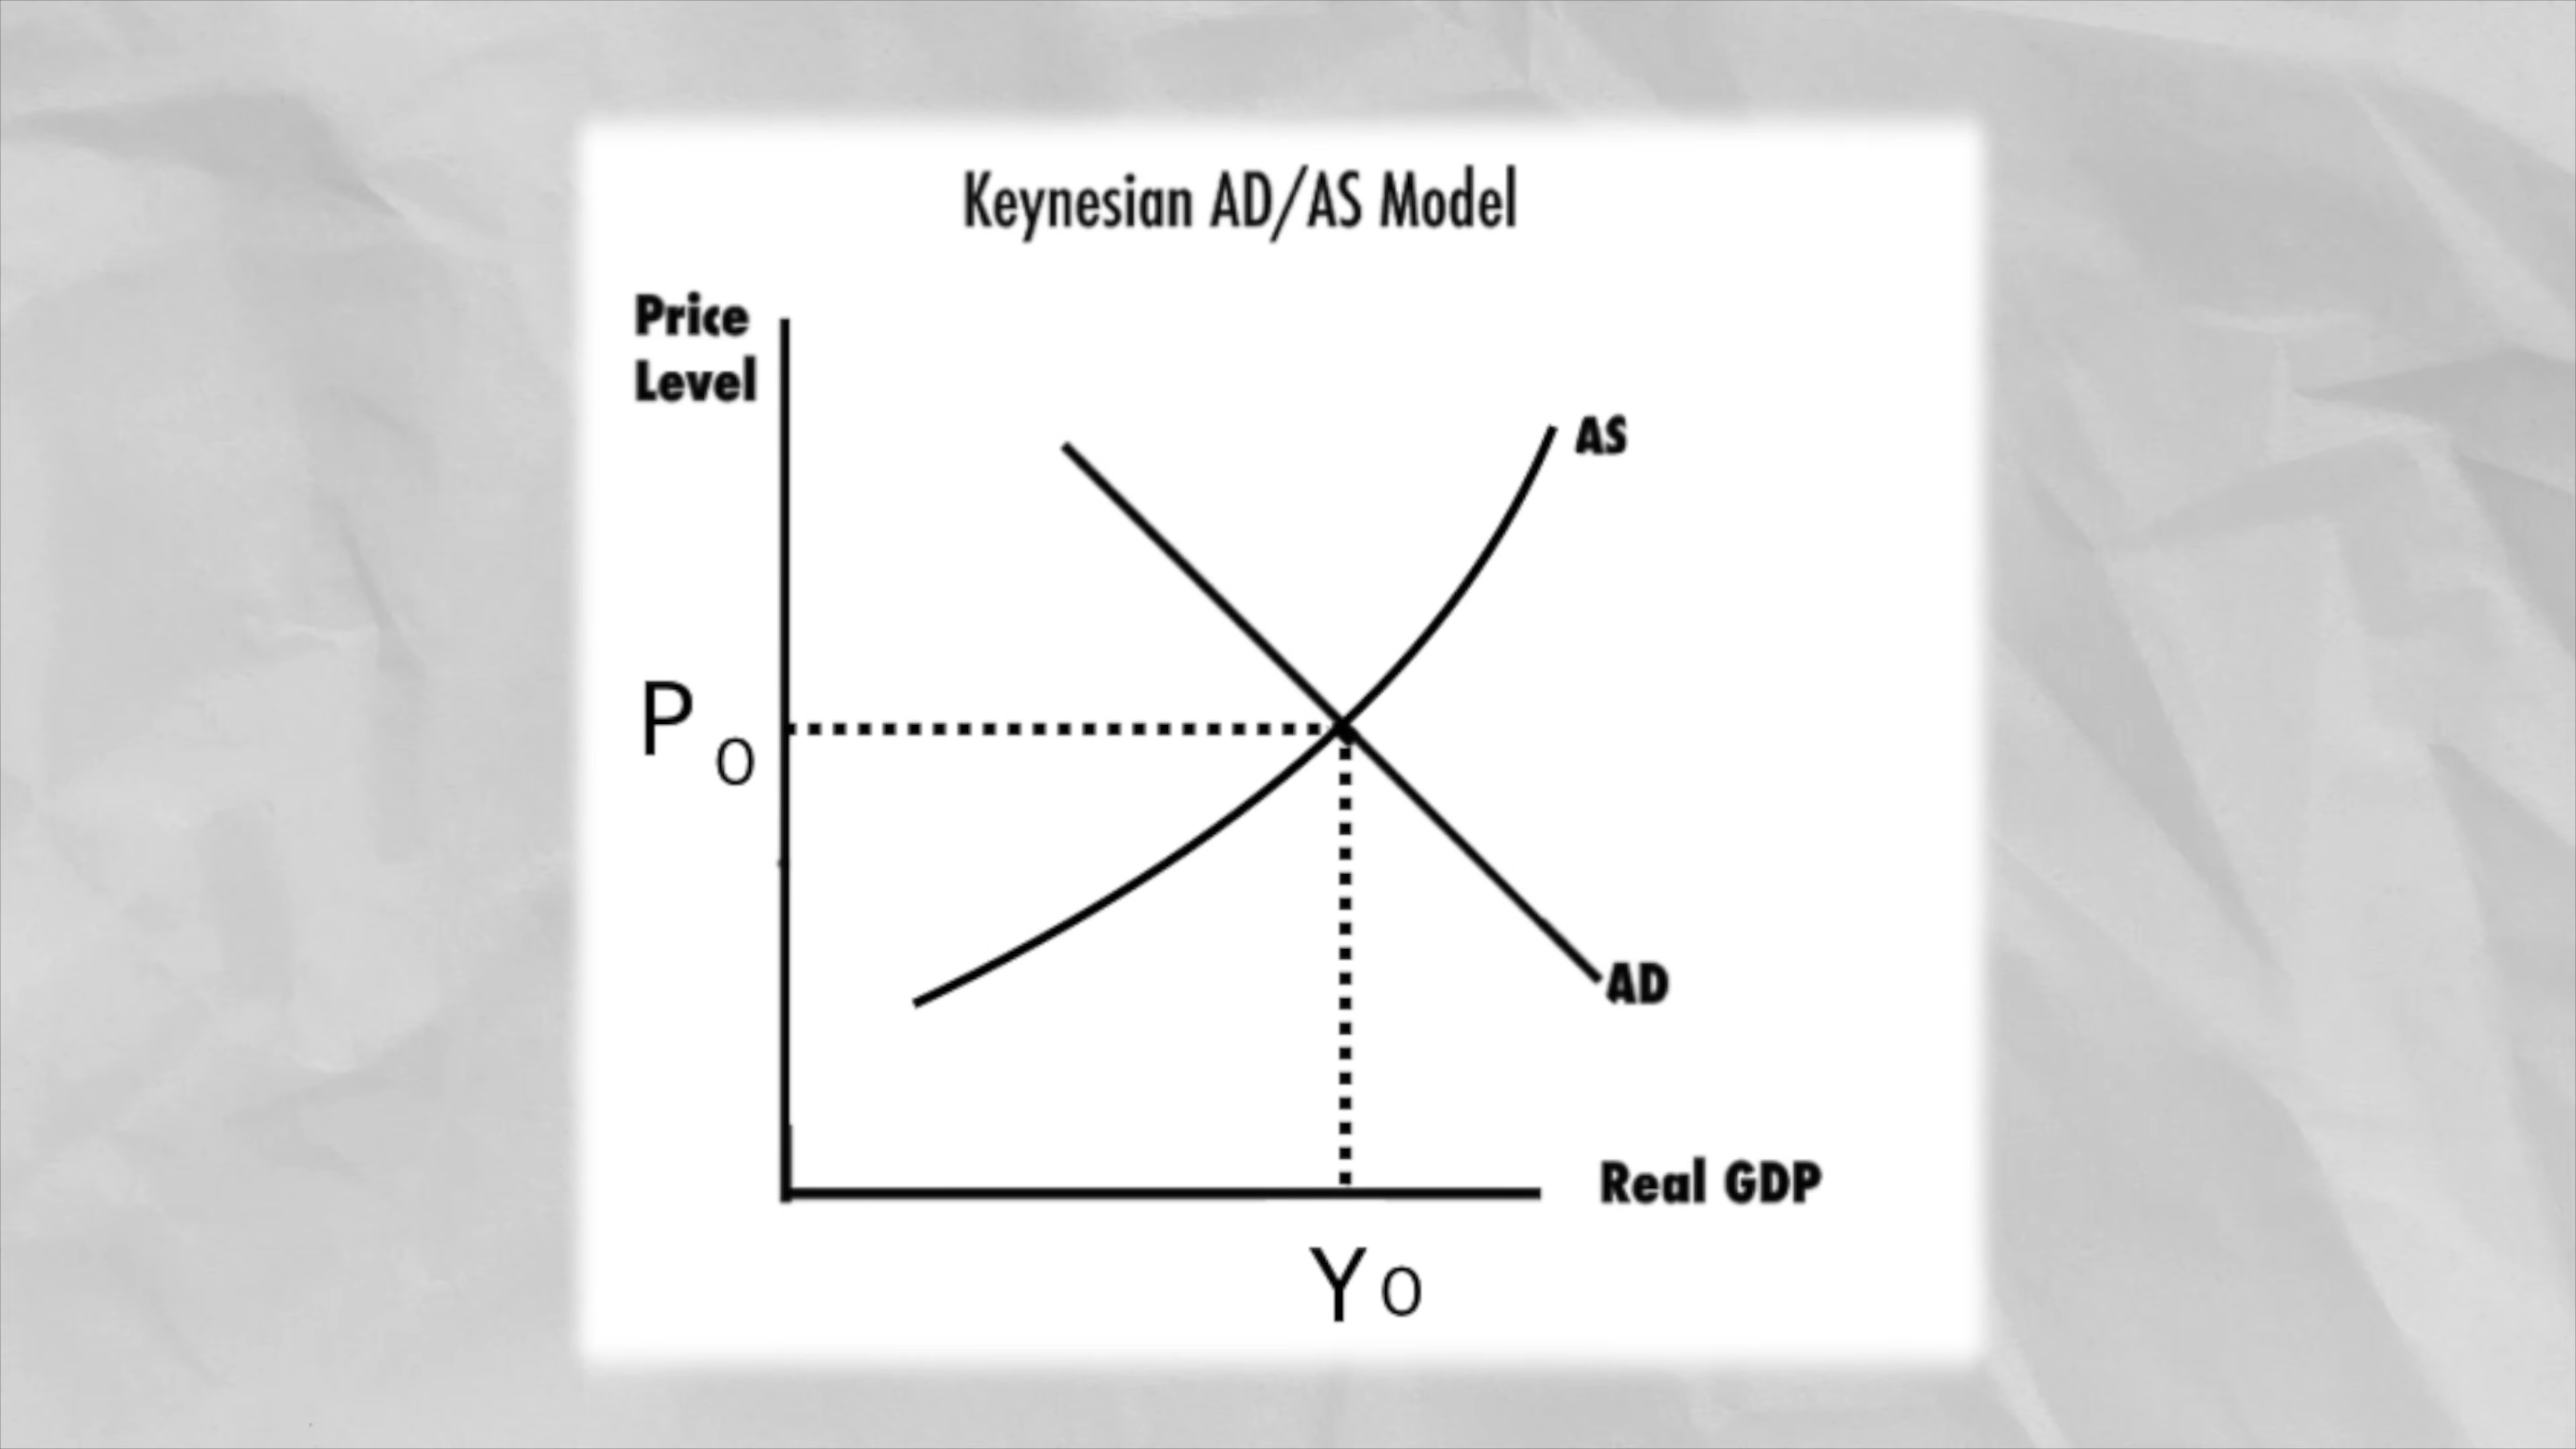 Keynesian AD/AS Model
Price
Level
AS
P0
AD
Real GDP
Y0